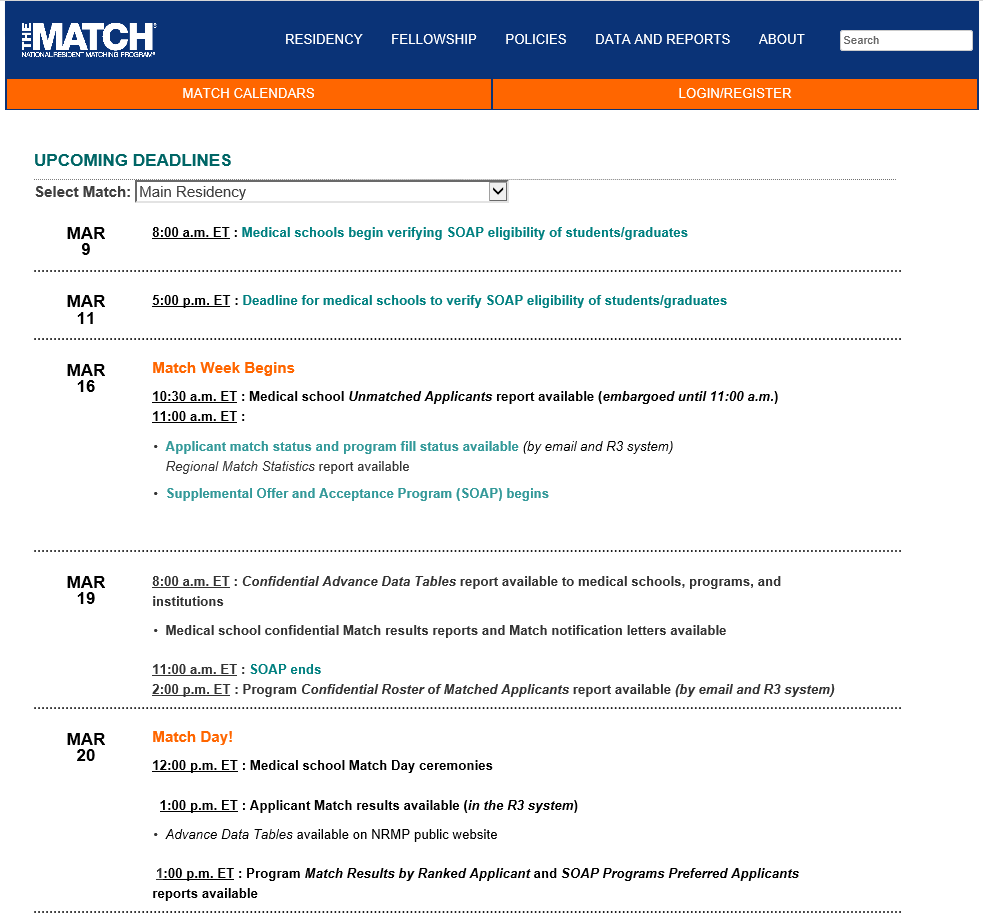 THE MATCH®
NATIONAL RESIDENT MATCHING PROGRAM®
RESIDENCY FELLOWSHIP POLICIES DATA AND REPORTS ABOUT Search
MATCH CALENDARS LOGIN/REGISTER
UPCOMING DEADLINES
Select Match: Main Residency
MAR
9
8:00 a.m. ET : Medical schools begin verifying SOAP eligibility of students/graduates
MAR
11
5:00 p.m. ET : Deadline for medical schools to verify SOAP eligibility of students/graduates
MAR
16
Match Week Begins
10:30 a.m. ET : Medical school Unmatched Applicants report available (embargoed until 11:00 a.m.)
11:00 a.m. ET :
• Applicant match status and program fill status available (by email and R3 system)
Regional Match Statistics report available
• Supplemental Offer and Acceptance Program (SOAP) begins
MAR
19
8:00 a.m. ET : Confidential Advance Data Tables report available to medical schools, programs, and
institutions
• Medical school confidential Match results reports and Match notification letters available
11:00 a.m. ET : SOAP ends
2:00 p.m. ET : Program Confidential Roster of Matched Applicants report available (by email and R3 system)
MAR
20
Match Day!
12:00 p.m. ET : Medical school Match Day ceremonies
1:00 p.m. ET : Applicant Match results available (in the R3 system)
• Advance Data Tables available on NRMP public website
1:00 p.m. ET : Program Match Results by Ranked Applicant and SOAP Programs Preferred Applicants
reports available